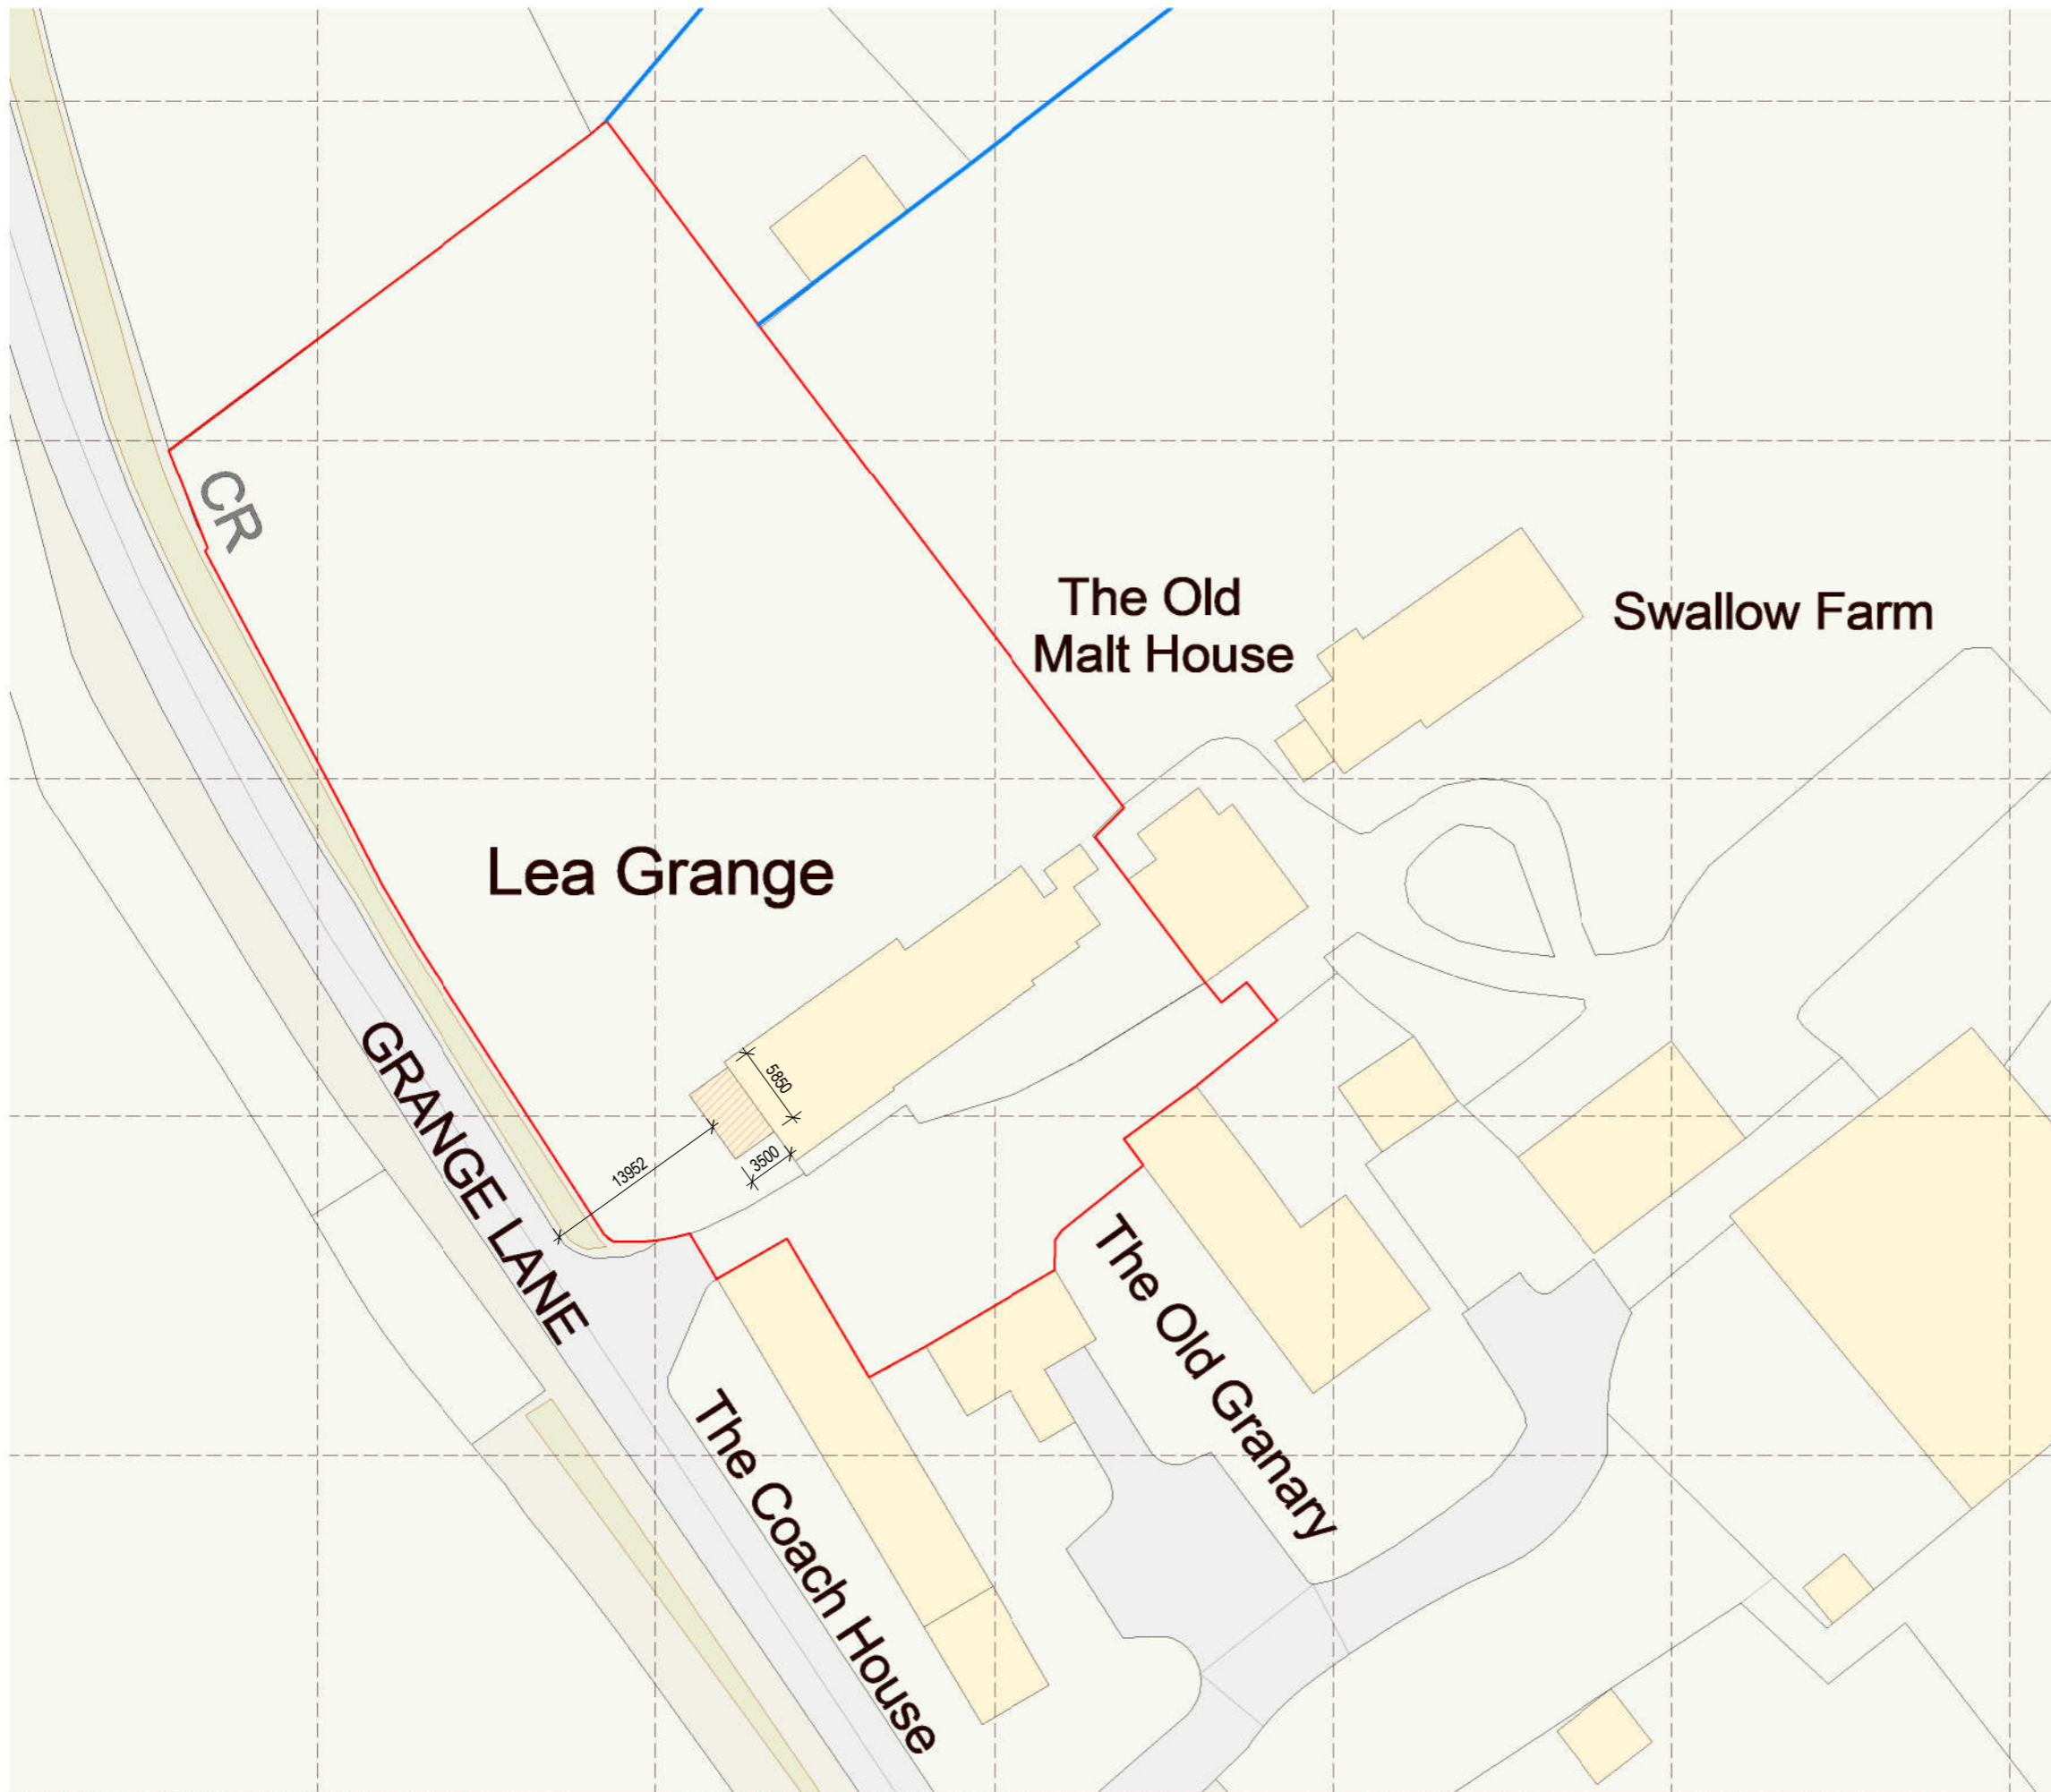 CR
The Old
Malt House
Swallow Farm
Lea Grange
GRANGE LANE
5850
13952
3500
The Old Granary
The Coach House